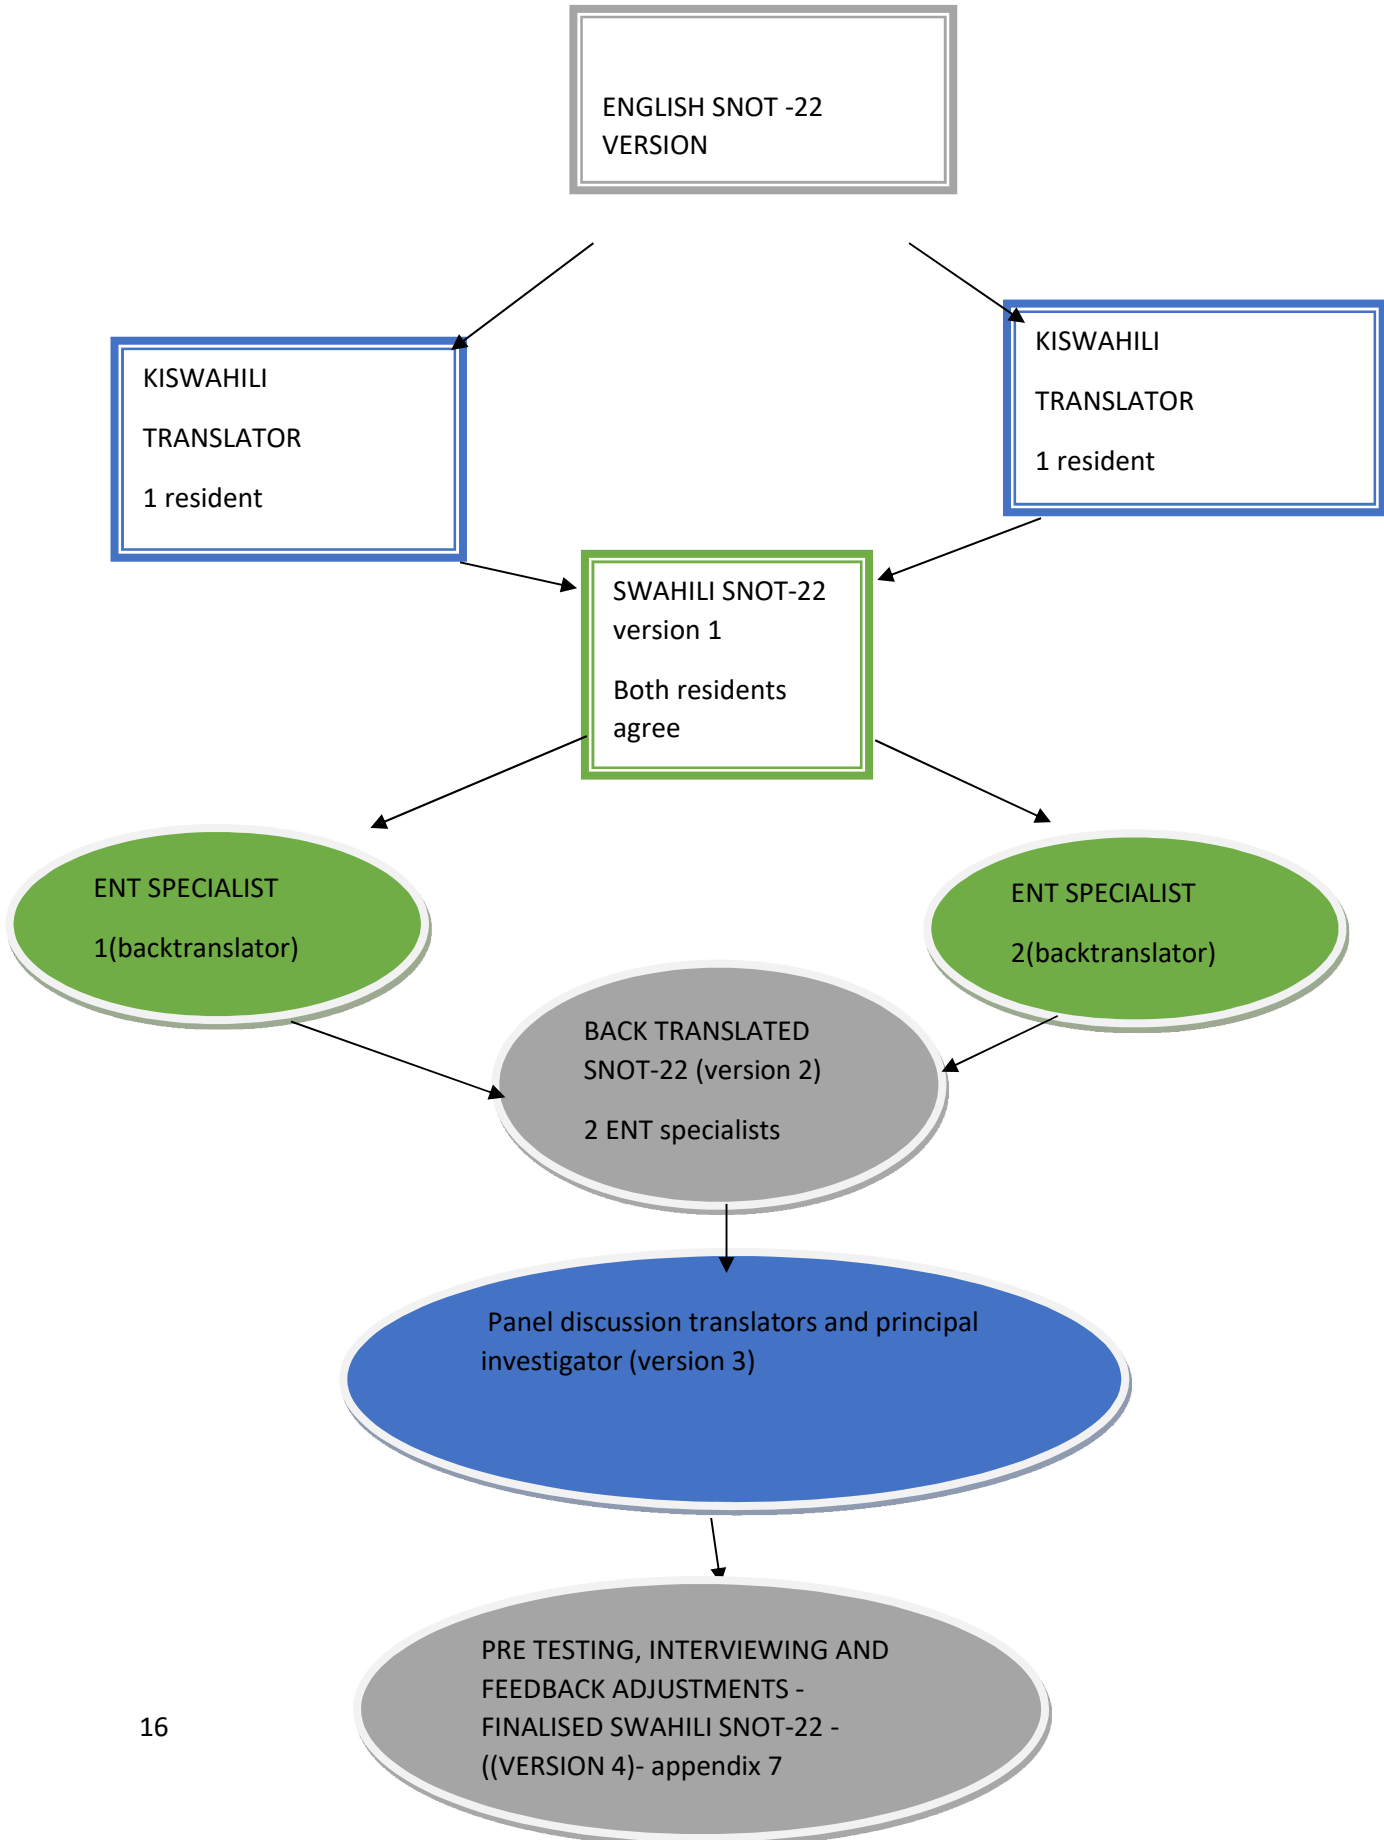 ENGLISH SNOT -22
VERSION
KISWAHILI
TRANSLATOR
1 resident
KISWAHILI
TRANSLATOR
1 resident
SWAHILI SNOT-22
version 1
Both residents
agree
ENT SPECIALIST
1(backtranslator)
ENT SPECIALIST
2(backtranslator)
BACK TRANSLATED
SNOT-22 (version 2)
2 ENT specialists
Panel discussion translators and principal
investigator (version 3)
PRE TESTING, INTERVIEWING AND
FEEDBACK ADJUSTMENTS -
FINALISED SWAHILI SNOT-22 -
((VERSION 4)- appendix 7
16